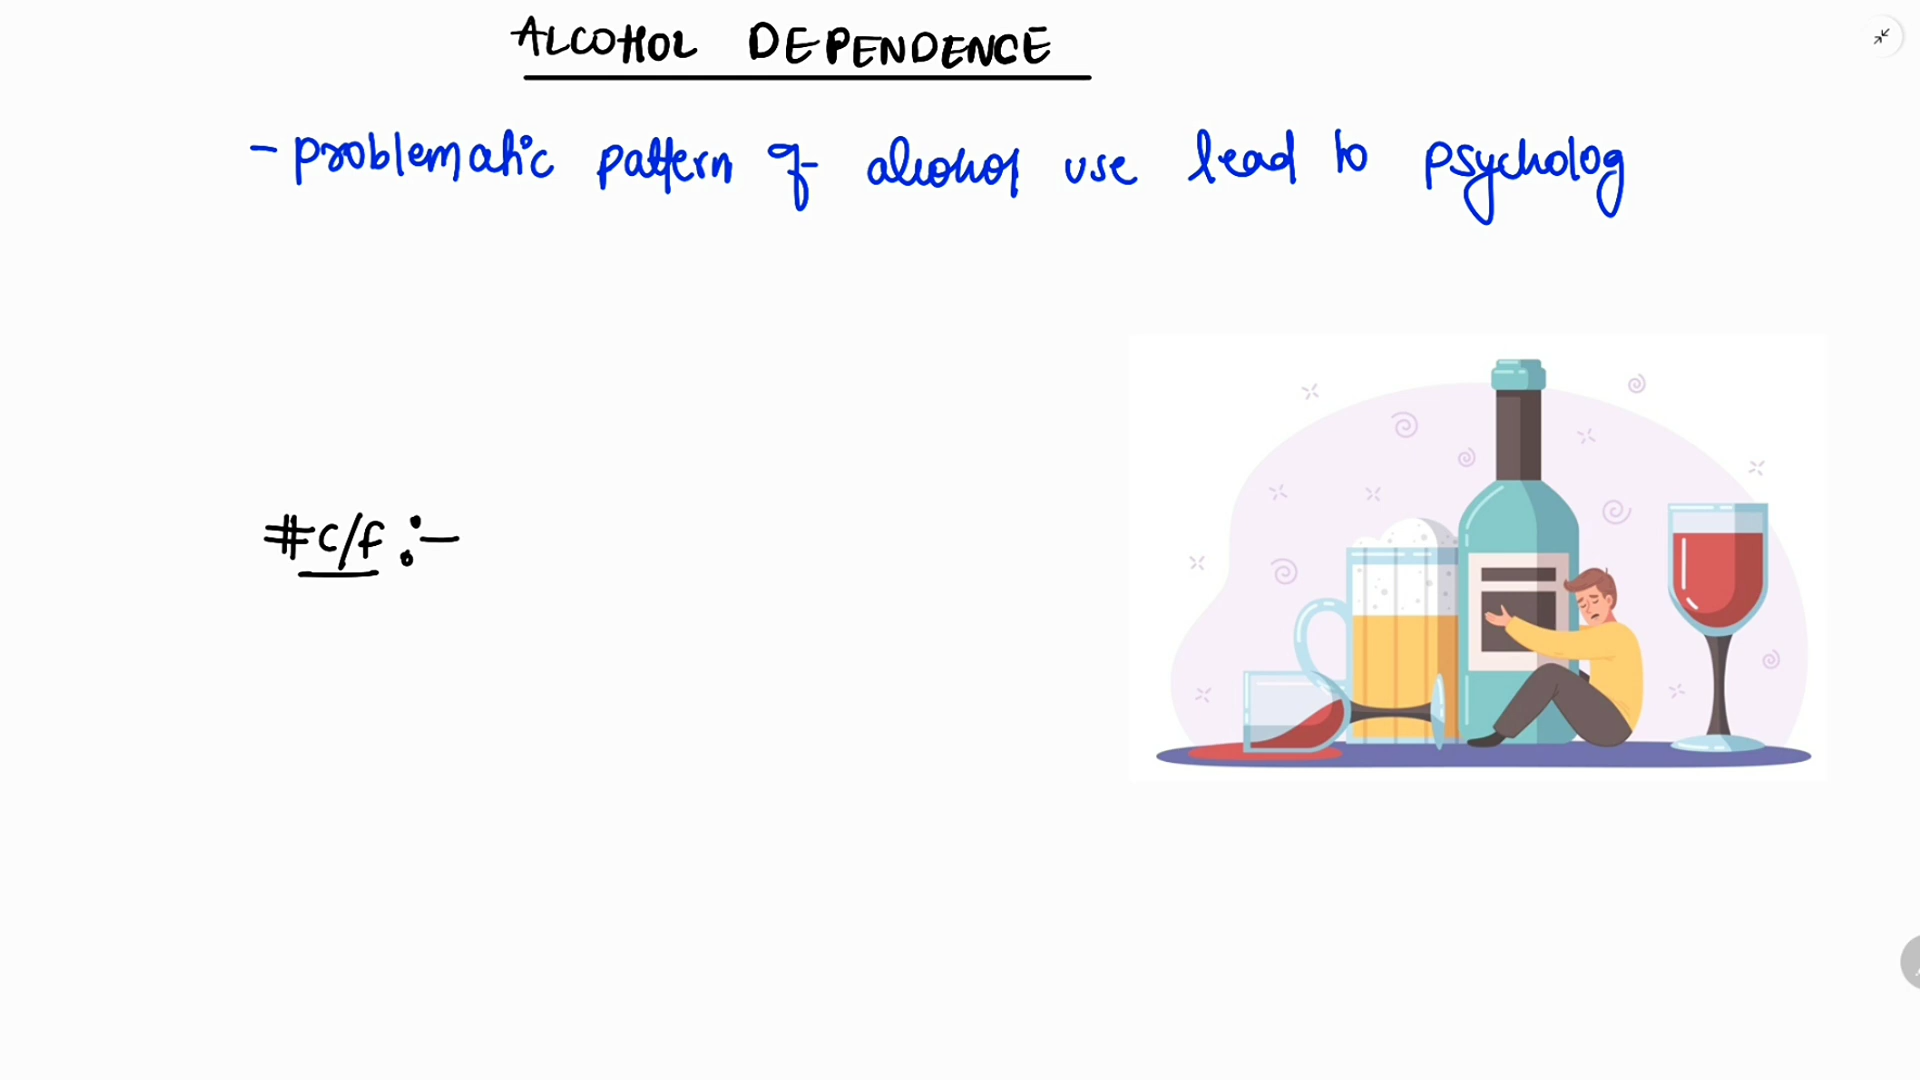 ALCOHOL DEPENDENCE
- problematic pattern of alcohol use lead to psycholog
#c/f :-